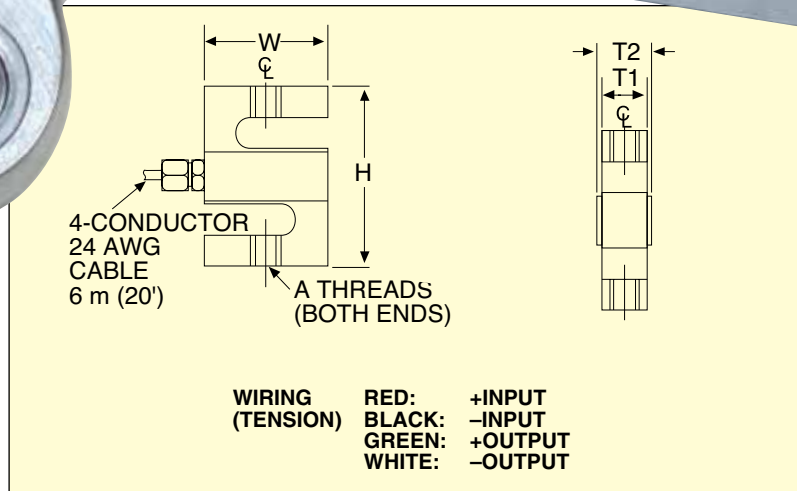 W
℄
H
4-CONDUCTOR
24 AWG
CABLE
6 m (20')
A THREADS
(BOTH ENDS)
T2
T1
℄
WIRING RED: +INPUT
(TENSION) BLACK: –INPUT
GREEN: +OUTPUT
WHITE: –OUTPUT